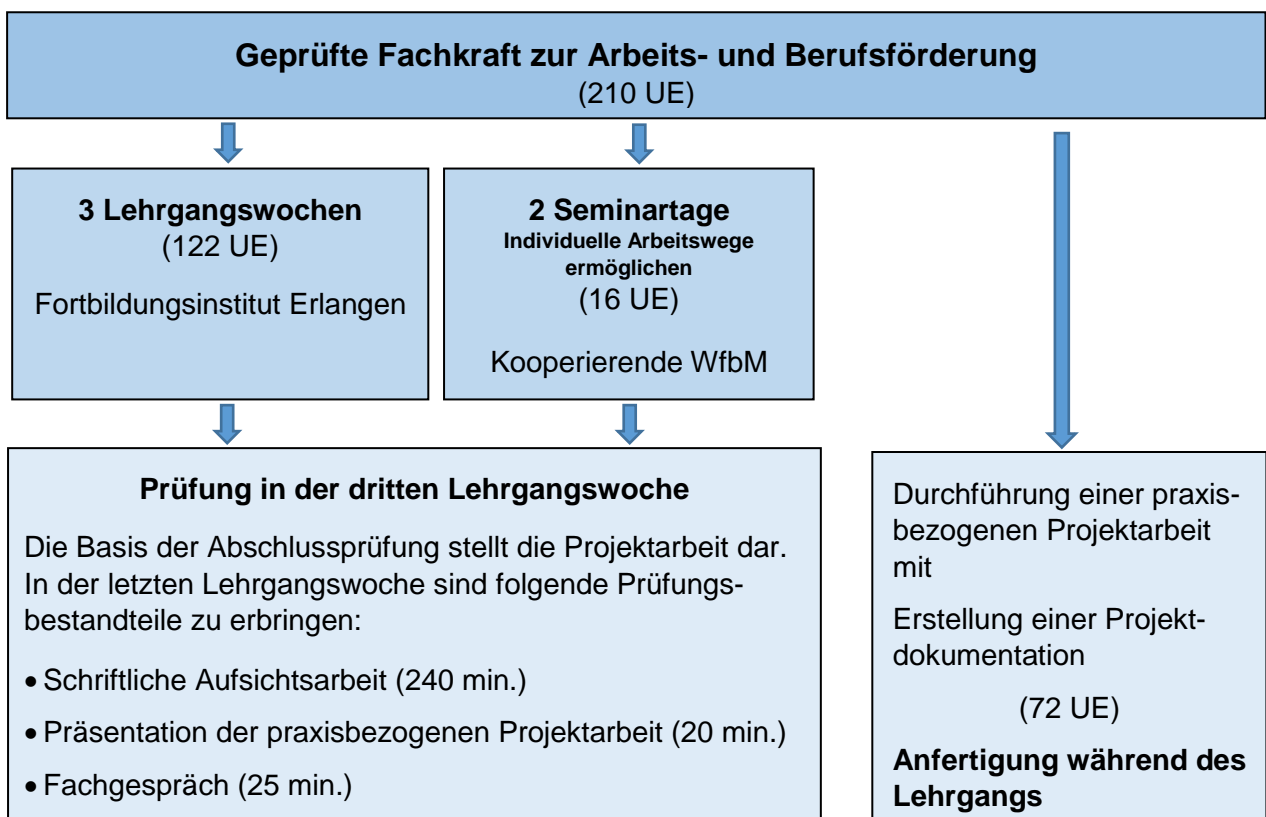 Geprüfte Fachkraft zur Arbeits- und Berufsförderung
(210 UE)
3 Lehrgangswochen
(122 UE)
Fortbildungsinstitut Erlangen
2 Seminartage
Individuelle Arbeitswege
ermöglichen
(16 UE)
Kooperierende WfbM
Prüfung in der dritten Lehrgangswoche
Die Basis der Abschlussprüfung stellt die Projektarbeit dar.
In der letzten Lehrgangswoche sind folgende Prüfungs-
bestandteile zu erbringen:
• Schriftliche Aufsichtsarbeit (240 min.)
• Präsentation der praxisbezogenen Projektarbeit (20 min.)
• Fachgespräch (25 min.)
Durchführung einer praxis-
bezogenen Projektarbeit
mit
Erstellung einer Projekt-
dokumentation
(72 UE)
Anfertigung während des
Lehrgangs